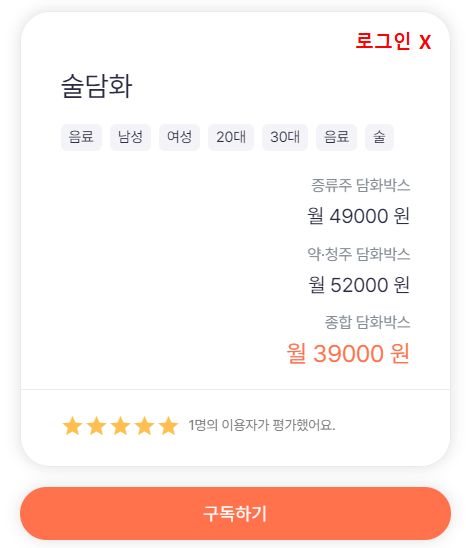 로그인 X
술담화
음료 남성 여성 20대 30대 음료 술
증류주 담화박스
월 49000 원
약·청주 담화박스
월 52000 원
종합 담화박스
월 39000 원
1명의 이용자가 평가했어요.
구독하기